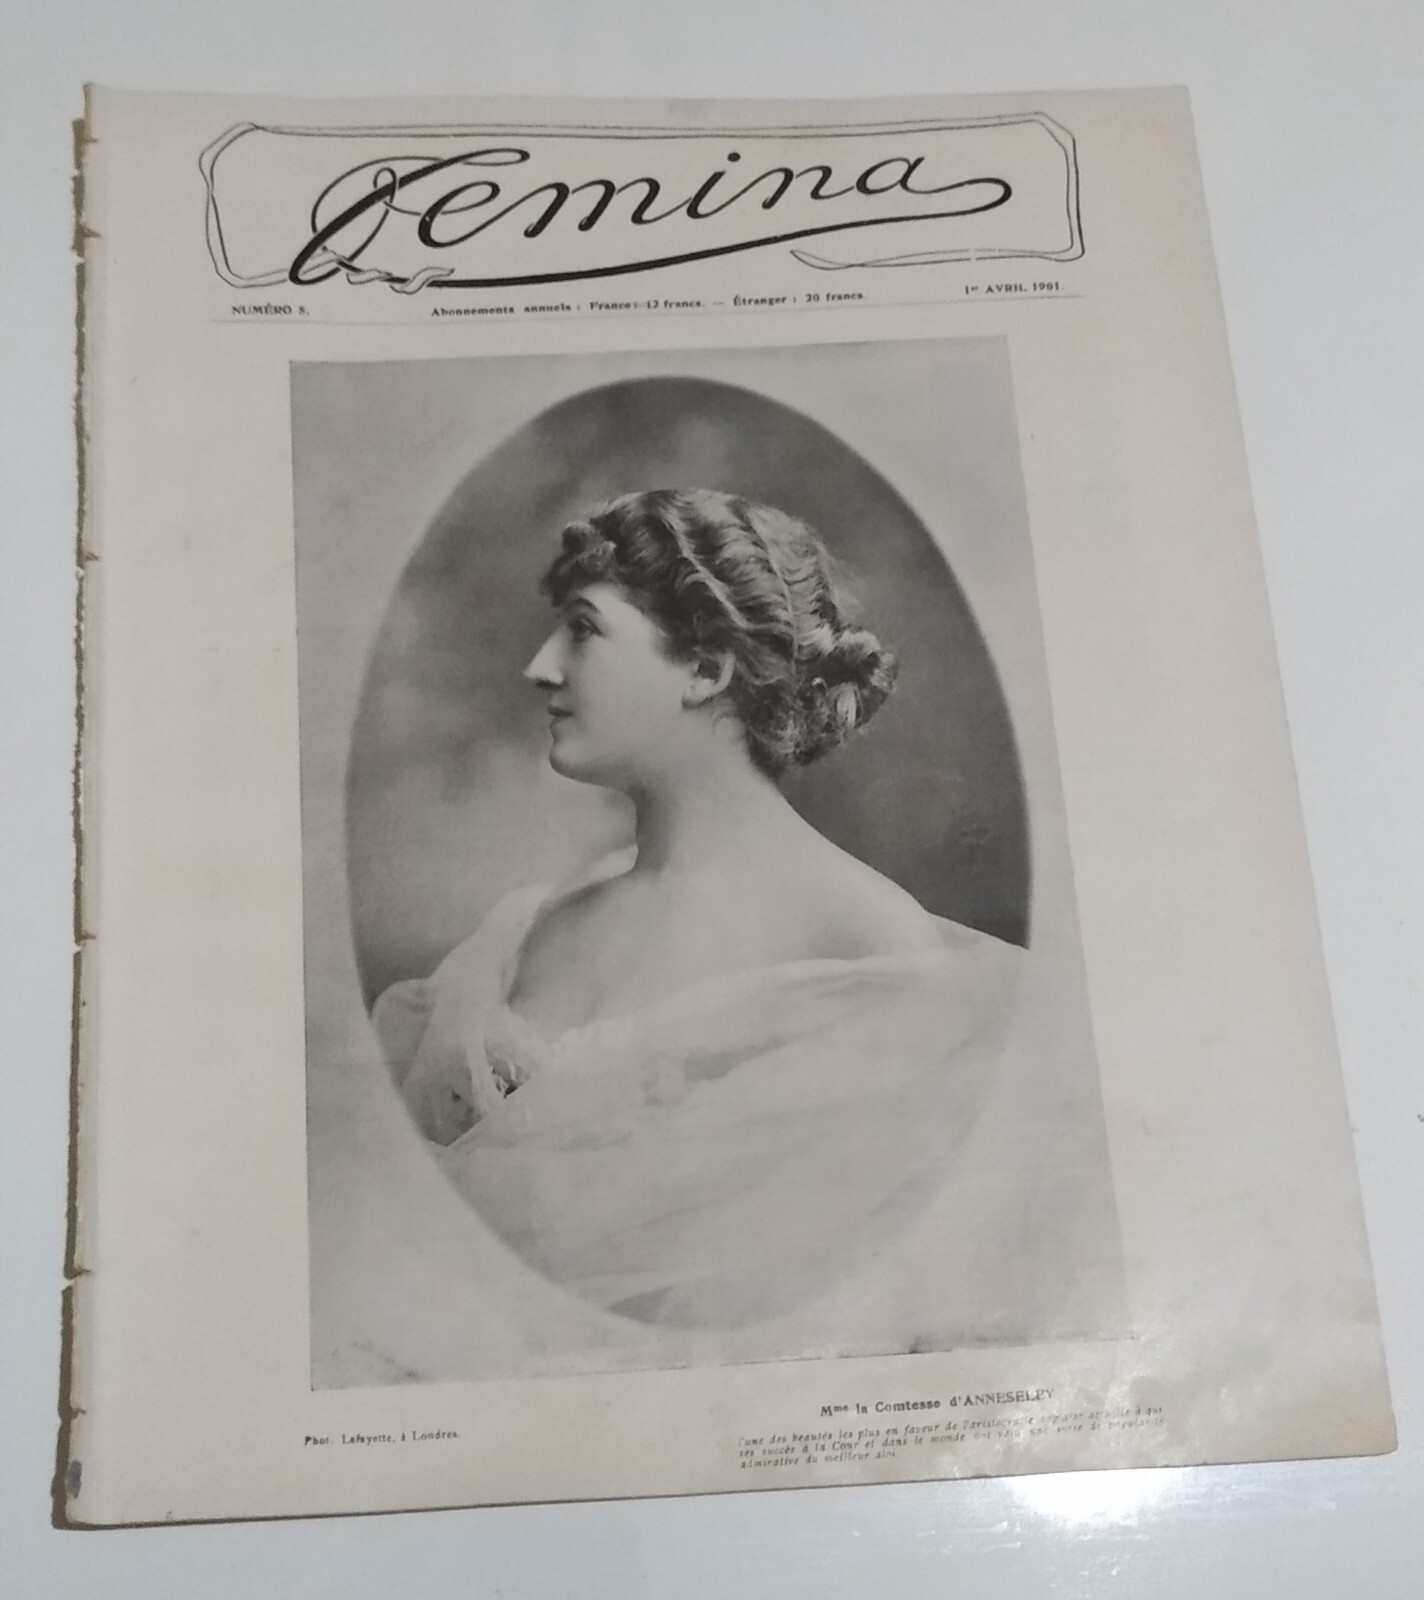 Femina
NUMÉRO 5. Abonnements annuels : France: 12 francs. — Étranger : 20 francs. 1er AVRIL 1901.
Mme la Comtesse d'ANNESELEY
Phot. Lafayette, à Londres.
l'une des beautés les plus en faveur de l'aristocratie anglaise actuelle à qui
ses succès à la Cour et dans le monde ont valu une sorte de popularité
admirative du meilleur aloi.